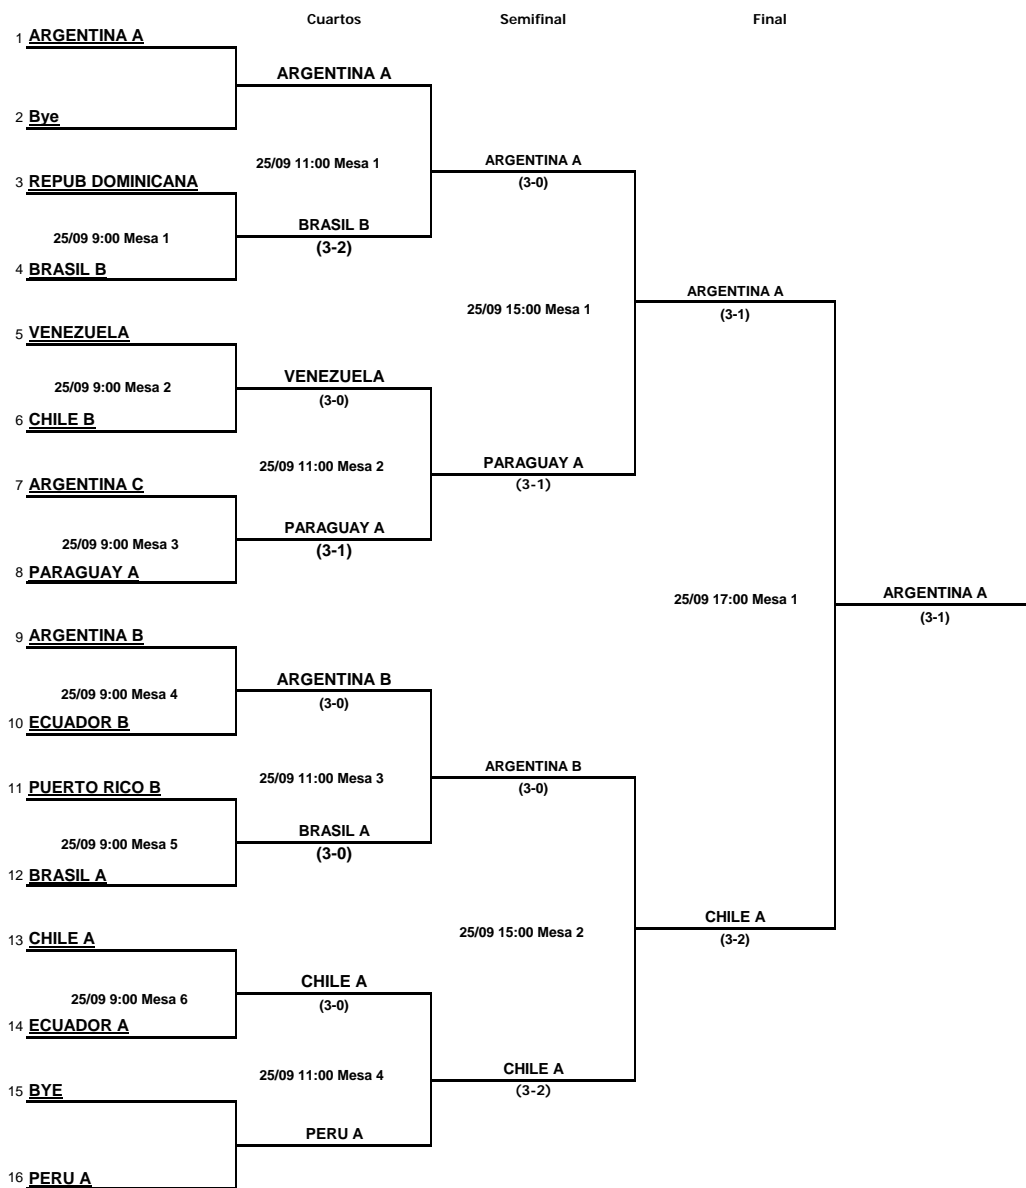 Cuartos Semifinal Final
1 ARGENTINA A
ARGENTINA A
2 Bye
25/09 11:00 Mesa 1
ARGENTINA A
(3-0)
3 REPUB DOMINICANA
25/09 9:00 Mesa 1
BRASIL B
(3-2)
4 BRASIL B
25/09 15:00 Mesa 1
ARGENTINA A
(3-1)
5 VENEZUELA
25/09 9:00 Mesa 2
VENEZUELA
(3-0)
6 CHILE B
25/09 11:00 Mesa 2
PARAGUAY A
(3-1)
7 ARGENTINA C
25/09 9:00 Mesa 3
PARAGUAY A
(3-1)
8 PARAGUAY A
25/09 17:00 Mesa 1
ARGENTINA A
(3-1)
9 ARGENTINA B
25/09 9:00 Mesa 4
ARGENTINA B
(3-0)
10 ECUADOR B
25/09 11:00 Mesa 3
ARGENTINA B
(3-0)
11 PUERTO RICO B
25/09 9:00 Mesa 5
BRASIL A
(3-0)
12 BRASIL A
25/09 15:00 Mesa 2
CHILE A
(3-2)
13 CHILE A
25/09 9:00 Mesa 6
CHILE A
(3-0)
14 ECUADOR A
25/09 11:00 Mesa 4
CHILE A
(3-2)
15 BYE
PERU A
16 PERU A